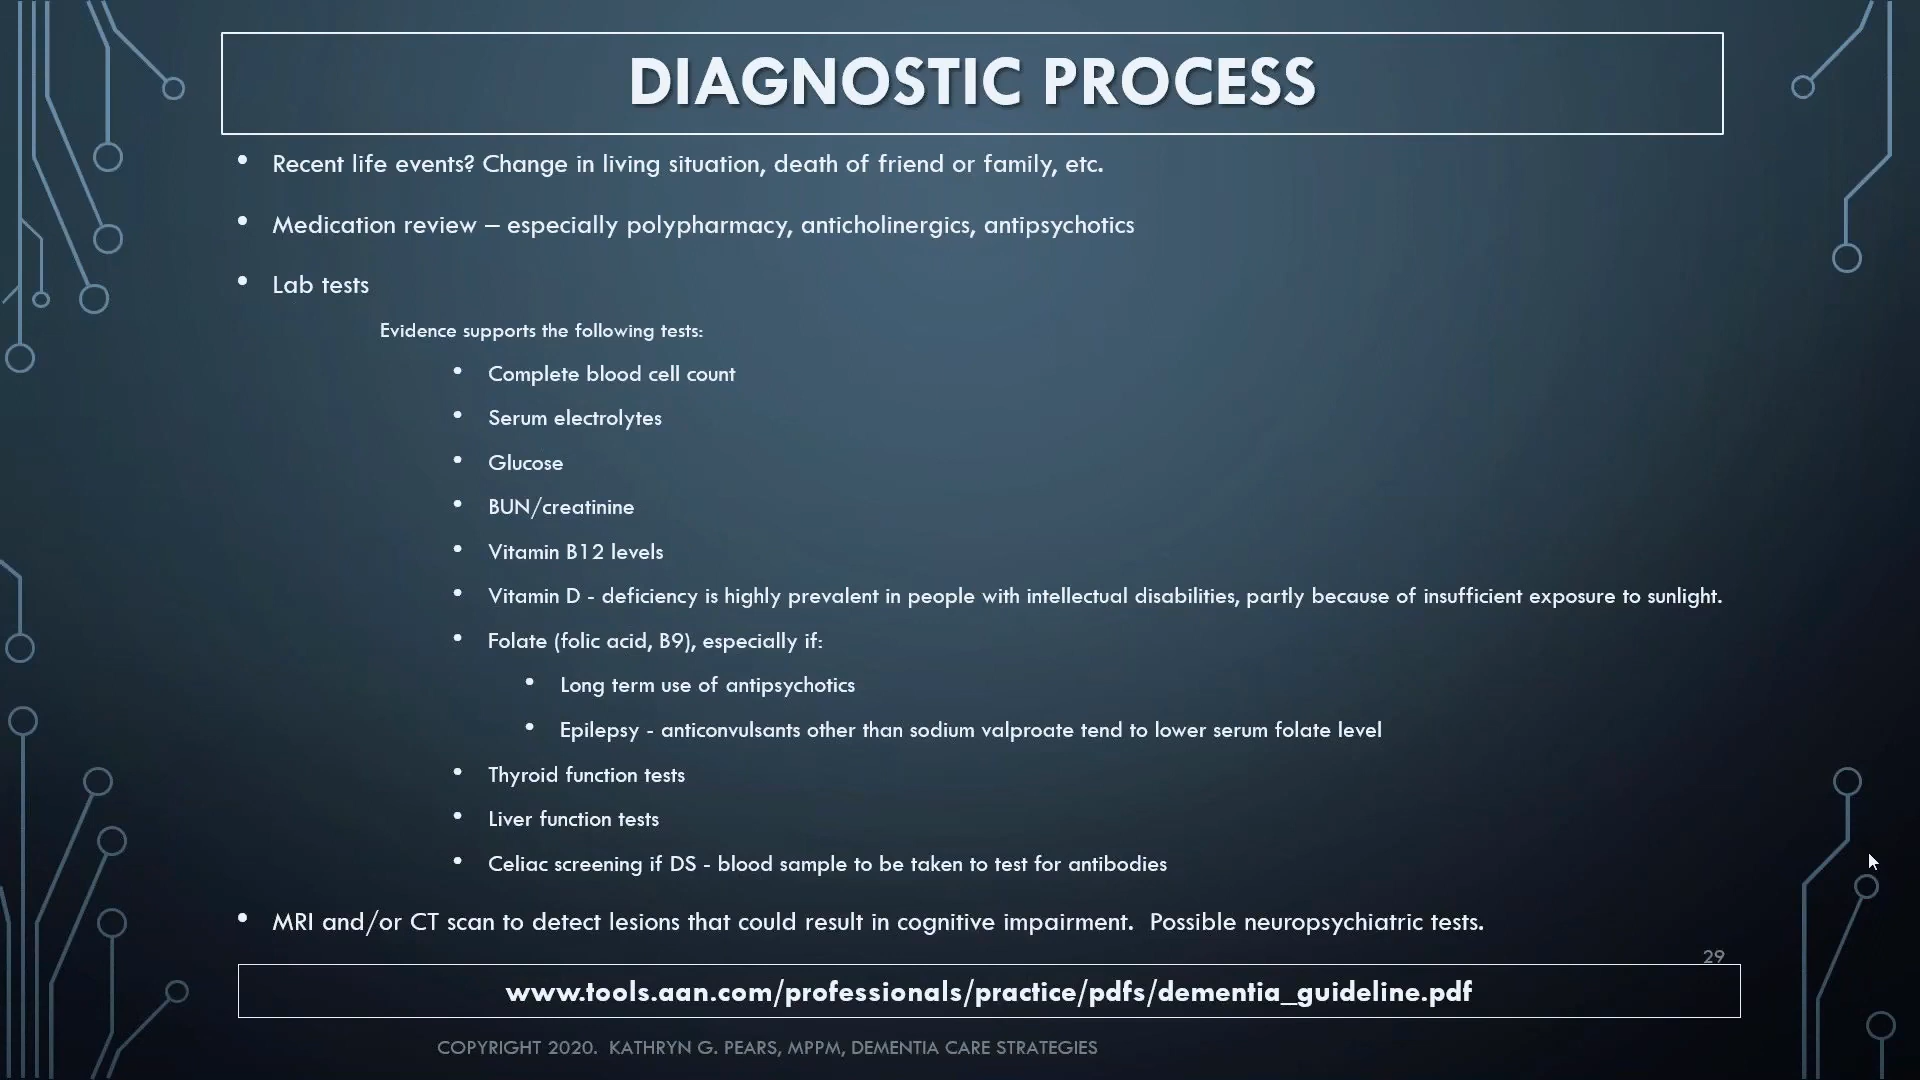 DIAGNOSTIC PROCESS
• Recent life events? Change in living situation, death of friend or family, etc.
• Medication review – especially polypharmacy, anticholinergics, antipsychotics
• Lab tests
Evidence supports the following tests:
• Complete blood cell count
• Serum electrolytes
• Glucose
• BUN/creatinine
• Vitamin B12 levels
• Vitamin D - deficiency is highly prevalent in people with intellectual disabilities, partly because of insufficient exposure to sunlight.
• Folate (folic acid, B9), especially if:
• Long term use of antipsychotics
• Epilepsy - anticonvulsants other than sodium valproate tend to lower serum folate level
• Thyroid function tests
• Liver function tests
• Celiac screening if DS - blood sample to be taken to test for antibodies
• MRI and/or CT scan to detect lesions that could result in cognitive impairment.  Possible neuropsychiatric tests.
29
www.tools.aan.com/professionals/practice/pdfs/dementia_guideline.pdf
COPYRIGHT 2020.  KATHRYN G. PEARS, MPPM, DEMENTIA CARE STRATEGIES